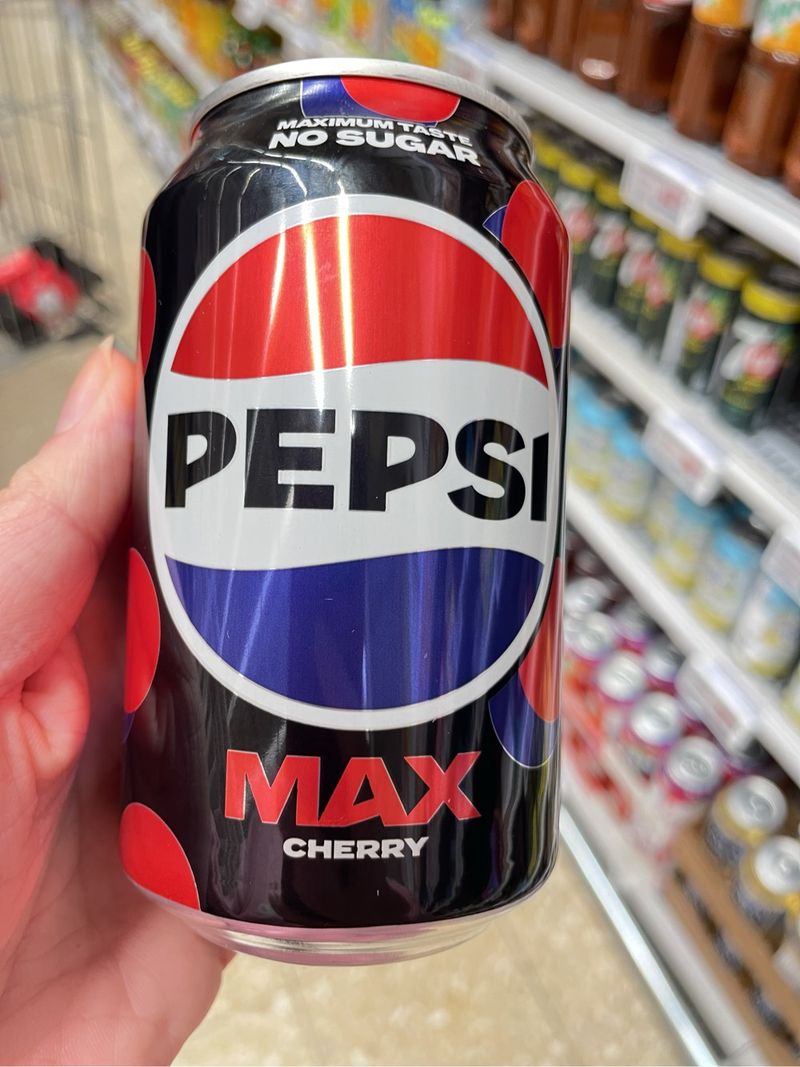 MAXIMUM TASTE
NO SUGAR
PEPSI
MAX
CHERRY